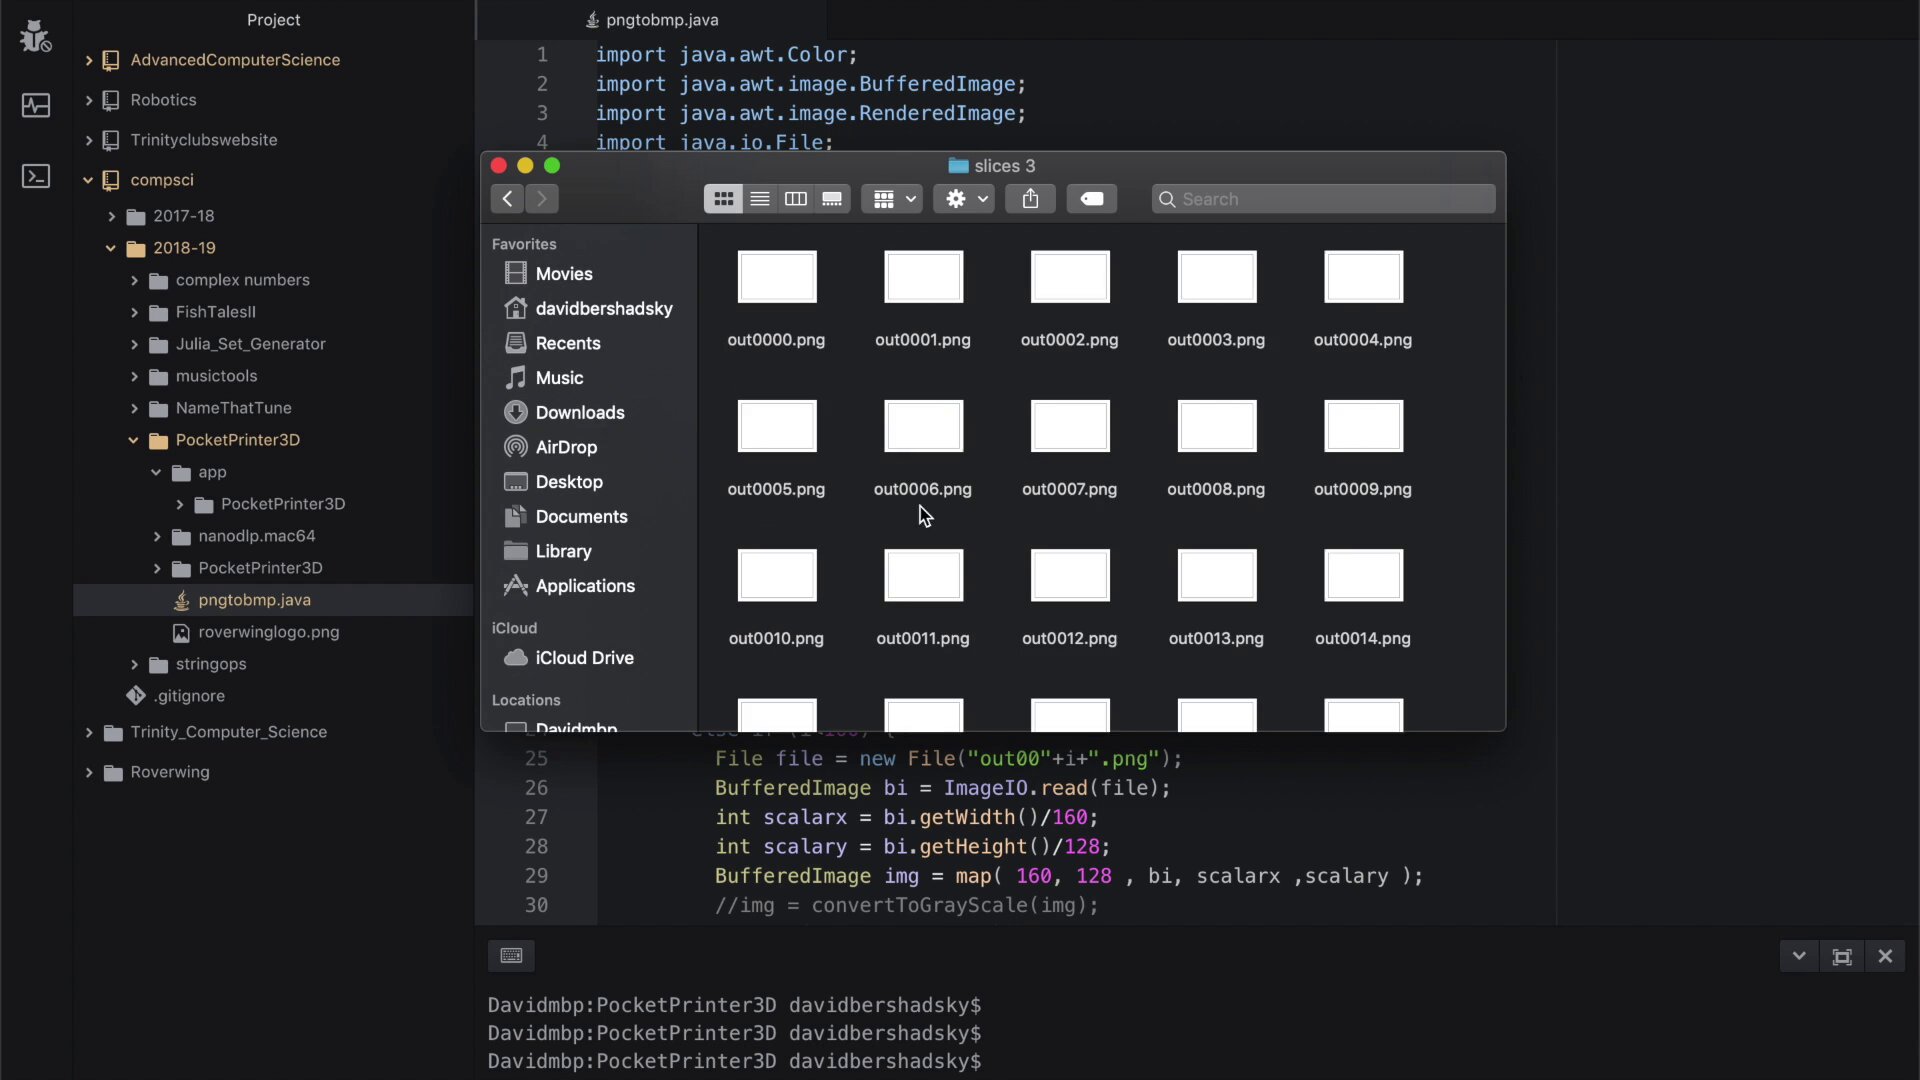 Project
AdvancedComputerScience
Robotics
Trinityclubswebsite
compsci
2017-18
2018-19
complex numbers
FishTalesII
Julia_Set_Generator
musictools
NameThatTune
PocketPrinter3D
app
PocketPrinter3D
nanodlp.mac64
PocketPrinter3D
pngtobmp.java
roverwinglogo.png
stringops
.gitignore
Trinity_Computer_Science
Roverwing
pngtobmp.java
1 import java.awt.Color;
2 import java.awt.image.BufferedImage;
3 import java.awt.image.RenderedImage;
4 import java.io.File;
slices 3
Search
Favorites
Movies
davidbershadsky
Recents
Music
Downloads
AirDrop
Desktop
Documents
Library
Applications
iCloud
iCloud Drive
Locations
Davidmbp
out0000.png out0001.png out0002.png out0003.png out0004.png
out0005.png out0006.png out0007.png out0008.png out0009.png
out0010.png out0011.png out0012.png out0013.png out0014.png
25 File file = new File("out00"+i+".png");
26 BufferedImage bi = ImageIO.read(file);
27 int scalarx = bi.getWidth()/160;
28 int scalary = bi.getHeight()/128;
29 BufferedImage img = map( 160, 128 , bi, scalarx ,scalary );
30 //img = convertToGrayScale(img);
Davidmbp:PocketPrinter3D davidbershadsky$
Davidmbp:PocketPrinter3D davidbershadsky$
Davidmbp:PocketPrinter3D davidbershadsky$